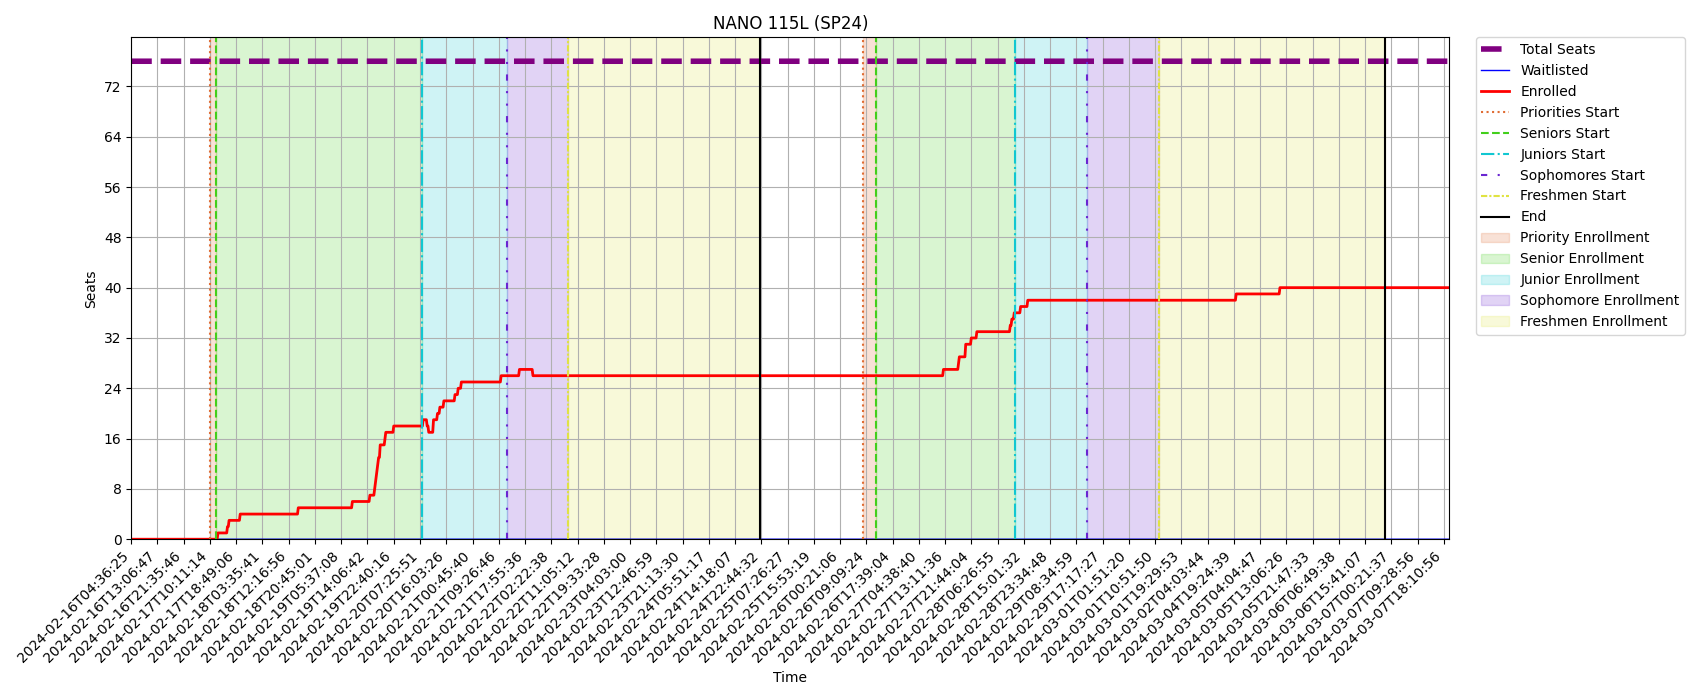 NANO 115L (SP24)
Total Seats
Waitlisted
Enrolled
Priorities Start
Seniors Start
Juniors Start
Sophomores Start
Freshmen Start
End
Priority Enrollment
Senior Enrollment
Junior Enrollment
Sophomore Enrollment
Freshmen Enrollment
Seats
72
64
56
48
40
32
24
16
8
0
2024-02-16T04:36:25
2024-02-16T13:06:47
2024-02-16T21:35:46
2024-02-17T10:11:14
2024-02-17T18:49:06
2024-02-18T03:35:41
2024-02-18T12:16:56
2024-02-18T20:45:01
2024-02-19T05:37:08
2024-02-19T14:06:42
2024-02-19T22:40:16
2024-02-20T07:25:51
2024-02-20T16:03:26
2024-02-21T00:45:40
2024-02-21T09:26:46
2024-02-21T17:55:36
2024-02-22T02:22:38
2024-02-22T11:05:12
2024-02-22T19:33:28
2024-02-23T04:03:00
2024-02-23T12:46:59
2024-02-23T21:13:30
2024-02-24T05:51:17
2024-02-24T14:18:07
2024-02-24T22:44:32
2024-02-25T07:26:27
2024-02-25T15:53:19
2024-02-26T00:21:06
2024-02-26T09:09:24
2024-02-26T17:39:04
2024-02-27T04:38:40
2024-02-27T13:11:36
2024-02-27T21:44:04
2024-02-28T06:26:55
2024-02-28T15:01:32
2024-02-28T23:34:48
2024-02-29T08:34:59
2024-02-29T17:17:27
2024-03-01T01:51:20
2024-03-01T10:51:50
2024-03-01T19:29:53
2024-03-02T04:03:44
2024-03-04T19:24:39
2024-03-05T04:04:47
2024-03-05T13:06:26
2024-03-05T21:47:33
2024-03-06T06:49:38
2024-03-06T15:41:07
2024-03-07T00:21:37
2024-03-07T09:28:56
2024-03-07T18:10:56
Time